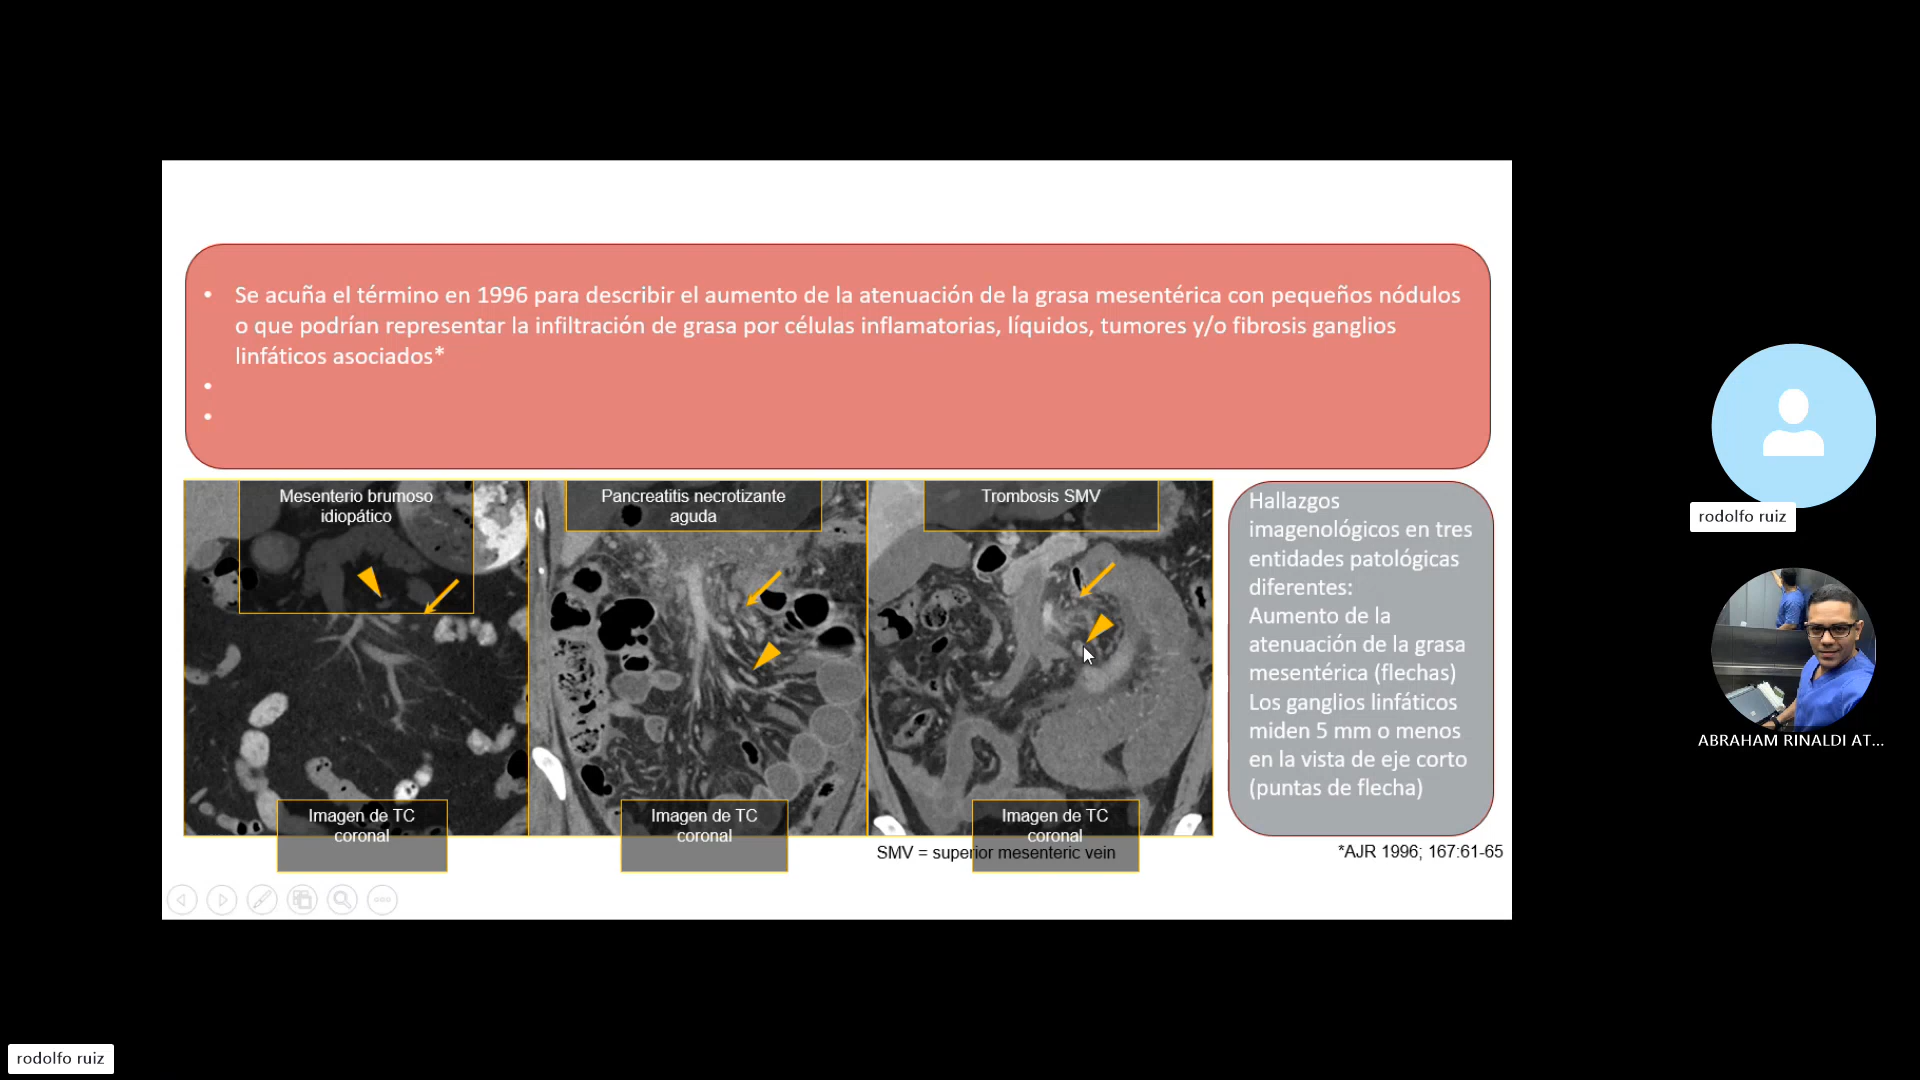 • Se acuña el término en 1996 para describir el aumento de la atenuación de la grasa mesentérica con pequeños nódulos
o que podrían representar la infiltración de grasa por células inflamatorias, líquidos, tumores y/o fibrosis ganglios
linfáticos asociados*
•
•
Mesenterio brumoso
idiopático
Pancreatitis necrotizante
aguda
Trombosis SMV
Imagen de TC
coronal
Imagen de TC
coronal
Imagen de TC
coronal
SMV = superior mesenteric vein
Hallazgos
imagenológicos en tres
entidades patológicas
diferentes:
Aumento de la
atenuación de la grasa
mesentérica (flechas)
Los ganglios linfáticos
miden 5 mm o menos
en la vista de eje corto
(puntas de flecha)
*AJR 1996; 167:61-65
rodolfo ruiz
ABRAHAM RINALDI AT...
rodolfo ruiz